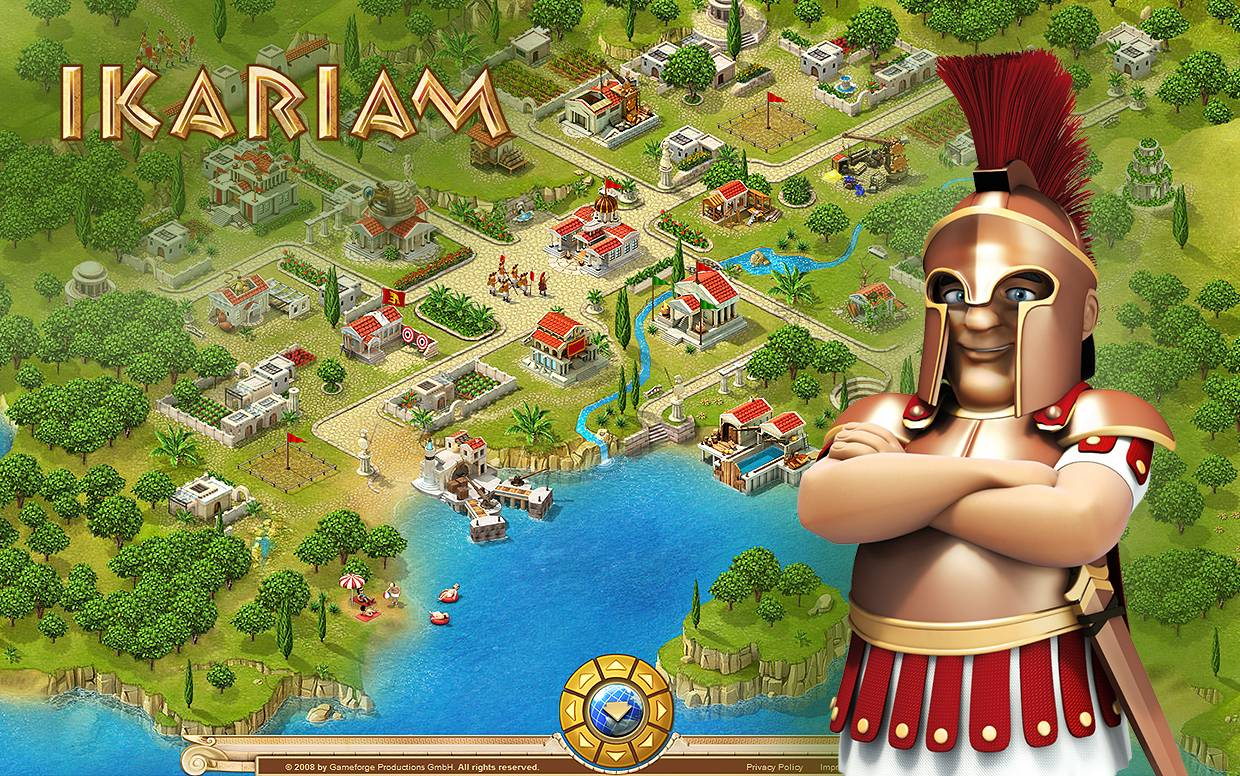 IKARIAM
© 2008 by Gameforge Productions GmbH. All rights reserved.
Privacy Policy